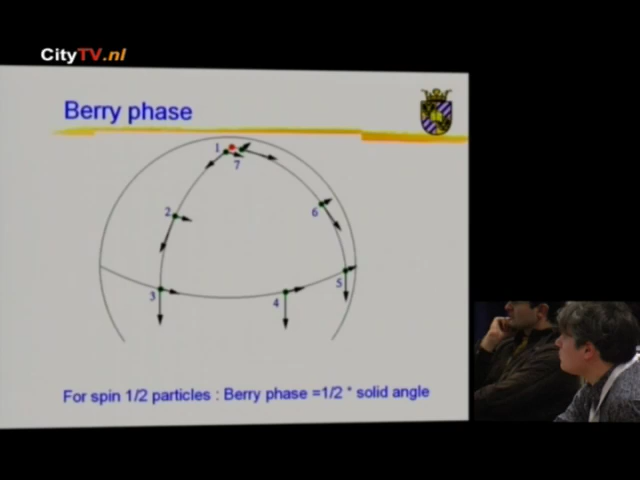 CityTV.nl
Berry phase
1
7
2
6
3
4
5
For spin 1/2 particles : Berry phase =1/2 * solid angle